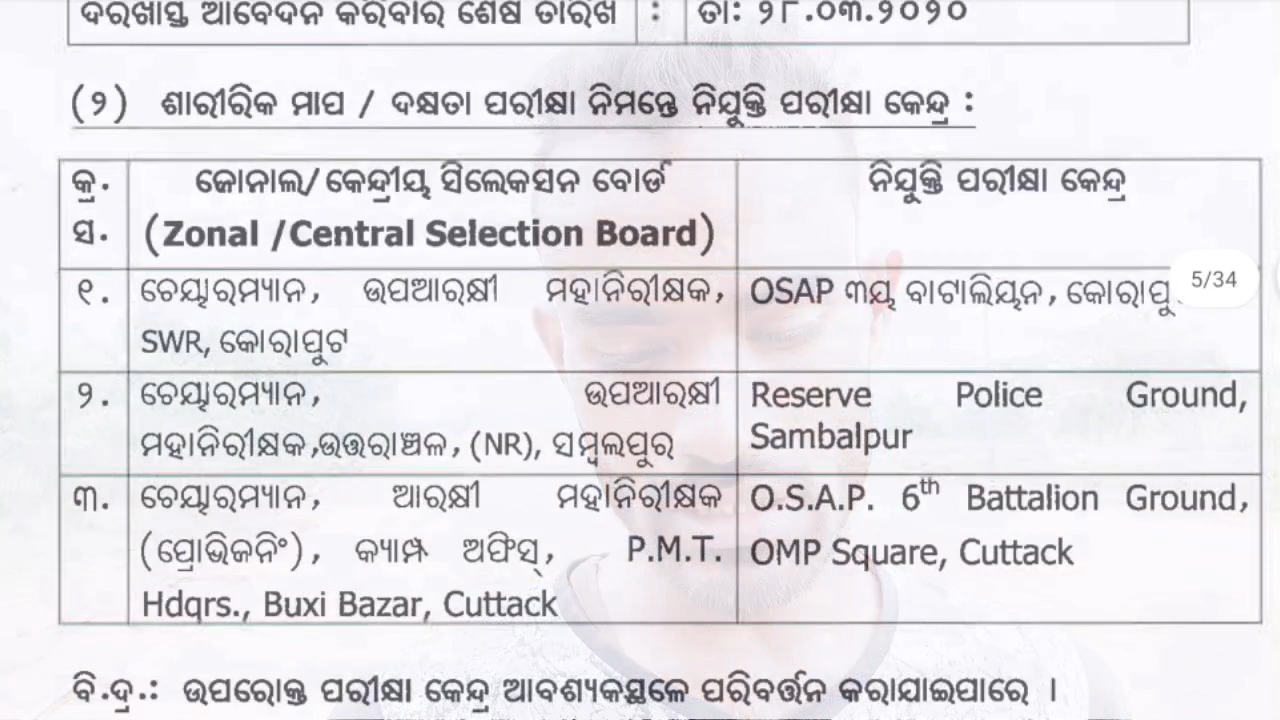 ଦରଖାସ୍ତ ଆବେଦନ କରିବାର ଶେଷ ତାରିଖ : ତା: ୨୮.୦୩.୨୦୨୦
(୨) ଶାରୀରିକ ମାପ / ଦକ୍ଷତା ପରୀକ୍ଷା ନିମନ୍ତେ ନିଯୁକ୍ତି ପରୀକ୍ଷା କେନ୍ଦ୍ର :
କ୍ର. ଜୋନାଲ/ କେନ୍ଦ୍ରୀୟ ସିଲେକସନ ବୋର୍ଡ ନିଯୁକ୍ତି ପରୀକ୍ଷା କେନ୍ଦ୍ର
ସ. (Zonal /Central Selection Board)
୧. ଚେୟାରମ୍ୟାନ, ଉପଆରକ୍ଷୀ ମହାନିରୀକ୍ଷକ, OSAP ୩ୟ ବାଟାଲିୟନ, 5/34
SWR, କୋରାପୁଟ
୨. ଚେୟାରମ୍ୟାନ, ଉପଆରକ୍ଷୀ Reserve Police Ground,
ମହାନିରୀକ୍ଷକ,ଉତ୍ତରାଞ୍ଚଳ, (NR), ସମ୍ବଲପୁର Sambalpur
୩. ଚେୟାରମ୍ୟାନ, ଆରକ୍ଷୀ ମହାନିରୀକ୍ଷକ O.S.A.P. 6th Battalion Ground,
(ପ୍ରୋଭିଜନିଂ), କ୍ୟାମ୍ପ ଅଫିସ୍, P.M.T. OMP Square, Cuttack
Hdqrs., Buxi Bazar, Cuttack
ବି.ଦ୍ର.: ଉପରୋକ୍ତ ପରୀକ୍ଷା କେନ୍ଦ୍ର ଆବଶ୍ୟକସ୍ଥଳେ ପରିବର୍ତ୍ତନ କରାଯାଇପାରେ ।